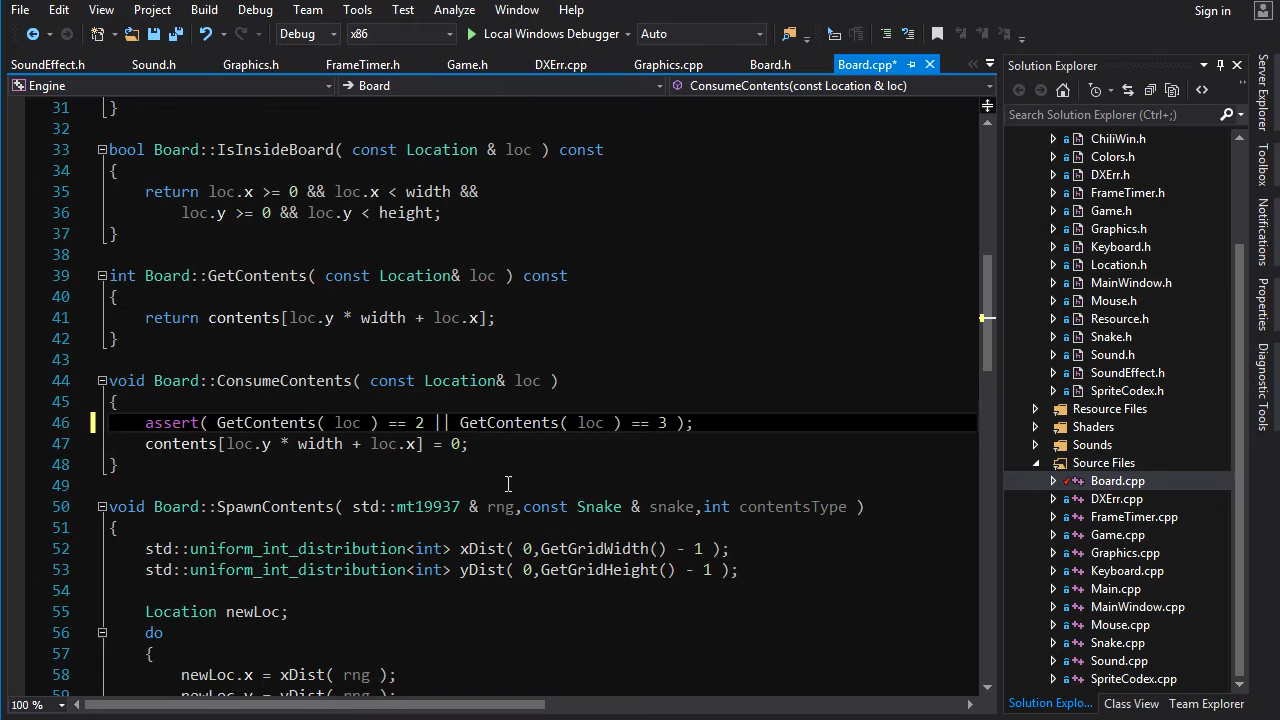 File Edit View Project Build Debug Team Tools Test Analyze Window Help Sign in
Debug x86 Local Windows Debugger Auto
SoundEffect.h Sound.h Graphics.h FrameTimer.h Game.h DXErr.cpp Graphics.cpp Board.h Board.cpp*
Engine Board ConsumeContents(const Location & loc)
31 }
32
33 bool Board::IsInsideBoard( const Location & loc ) const
34 {
35 return loc.x >= 0 && loc.x < width &&
36 loc.y >= 0 && loc.y < height;
37 }
38
39 int Board::GetContents( const Location& loc ) const
40 {
41 return contents[loc.y * width + loc.x];
42 }
43
44 void Board::ConsumeContents( const Location& loc )
45 {
46 assert( GetContents( loc ) == 2 || GetContents( loc ) == 3 );
47 contents[loc.y * width + loc.x] = 0;
48 }
49
50 void Board::SpawnContents( std::mt19937 & rng,const Snake & snake,int contentsType )
51 {
52 std::uniform_int_distribution<int> xDist( 0,GetGridWidth() - 1 );
53 std::uniform_int_distribution<int> yDist( 0,GetGridHeight() - 1 );
54
55 Location newLoc;
56 do
57 {
58 newLoc.x = xDist( rng );
59 newLoc.y = yDist( rng );
100 %
Solution Explorer
Search Solution Explorer (Ctrl+;)
ChiliWin.h
Colors.h
DXErr.h
FrameTimer.h
Game.h
Graphics.h
Keyboard.h
Location.h
MainWindow.h
Mouse.h
Resource.h
Snake.h
Sound.h
SoundEffect.h
SpriteCodex.h
Resource Files
Shaders
Sounds
Source Files
Board.cpp
DXErr.cpp
FrameTimer.cpp
Game.cpp
Graphics.cpp
Keyboard.cpp
Main.cpp
MainWindow.cpp
Mouse.cpp
Snake.cpp
Sound.cpp
SpriteCodex.cpp
Solution Explo... Class View Team Explorer
Server Explorer
Toolbox
Notifications
Properties
Diagnostic Tools